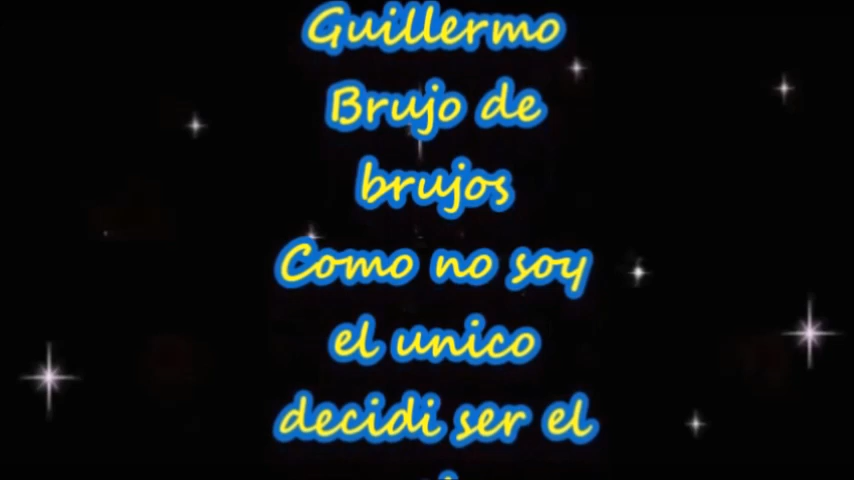 Guillermo
Brujo de
brujos
Como no soy
el unico
decidi ser el